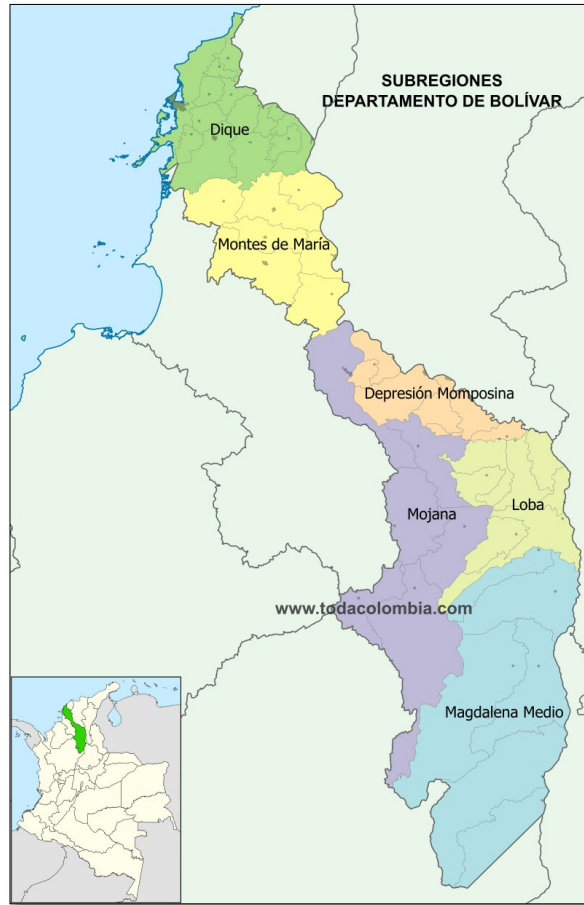 SUBREGIONES
DEPARTAMENTO DE BOLÍVAR
Dique
Montes de María
Depresión Momposina
Loba
Mojana
www.todacolombia.com
Magdalena Medio